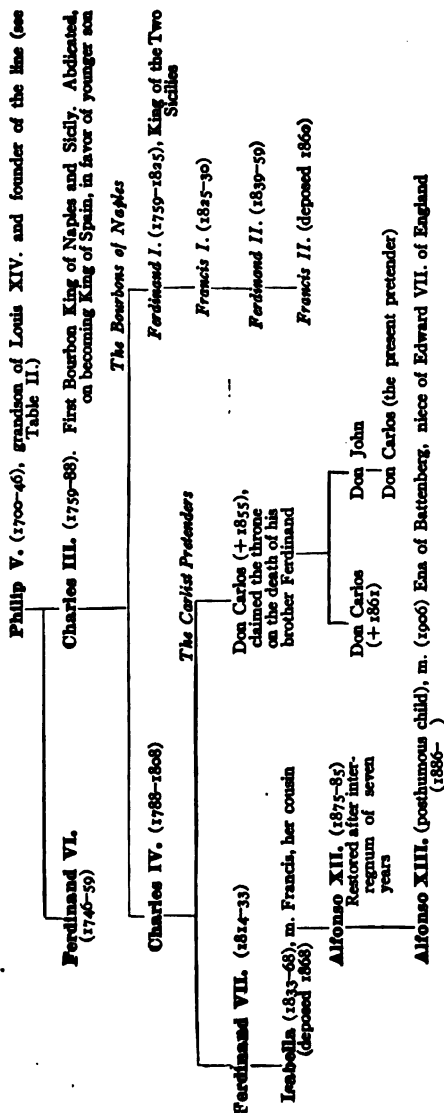 Philip V. (1700-46), grandson of Louis XIV. and founder of the line (see
Table II.)
Ferdinand VI.
(1746-59)
Charles III. (1759-88). First Bourbon King of Naples and Sicily. Abdicated,
on becoming King of Spain, in favor of younger son
The Bourbons of Naples
Charles IV. (1788-1808)
Ferdinand I. (1759-1825), King of the Two
Sicilies
The Carlist Pretenders
Francis I. (1825-30)
Ferdinand VII. (1814-33)
Don Carlos (+ 1855),
claimed the throne
on the death of his
brother Ferdinand
Ferdinond II. (1839-59)
Isabella (1833-68), m. Francis, her cousin
(deposed 1868)
Francis II. (deposed 1860)
Alfonso XII. (1875-85)
Restored after inter-
regnum of seven
years
Don Carlos
(+ 1861)
Don John
Don Carlos (the present pretender)
Alfonso XIII. (posthumous child), m. (1906) Ena of Battenberg, niece of Edward VII. of England
(1886- )